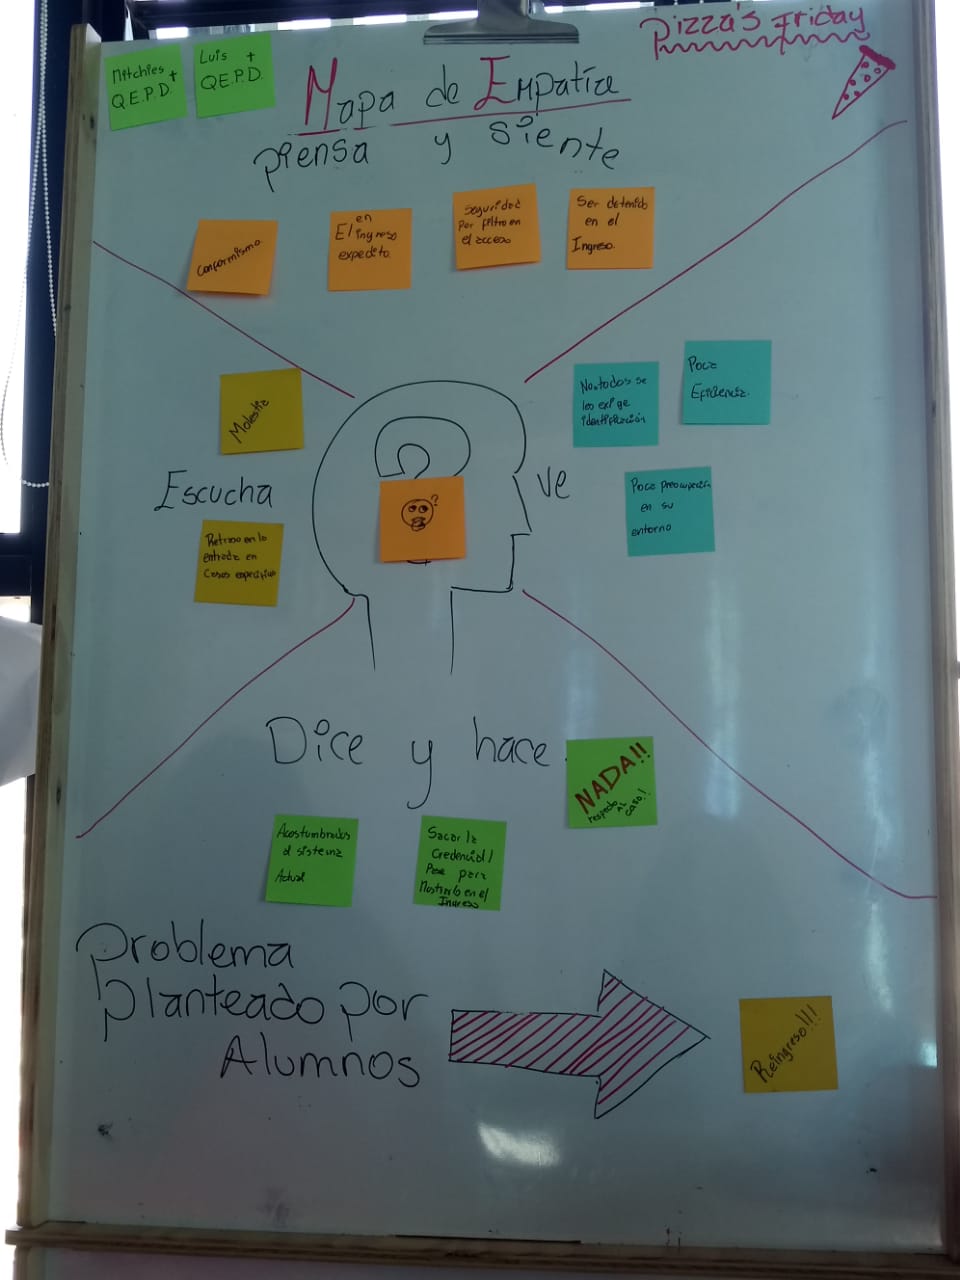 Pizza's Friday
Mitchies +
Q.E.P.D.
Luis +
Q.E.P.D.
Mapa de Empatía
piensa y siente
Conformismo
en
El ingreso
expedito
Seguridad
Por filtro en
el acceso
Ser detenido
en el
Ingreso.
Molestia
Escucha
Retraso en la
entrada en
Casos especificos
?
No todos se
les exige
identificación
Poca
Eficiencia.
ve
Poca preocupación
en su
entorno
Dice y hace.
NADA!!
respecto
AL
caso!
Acostumbrados
al sistema
Actual
Sacar la
Credencial/
Pase para
Mostrarlo en el
Ingreso
Problema
planteado por
Alumnos
Reingreso!!!